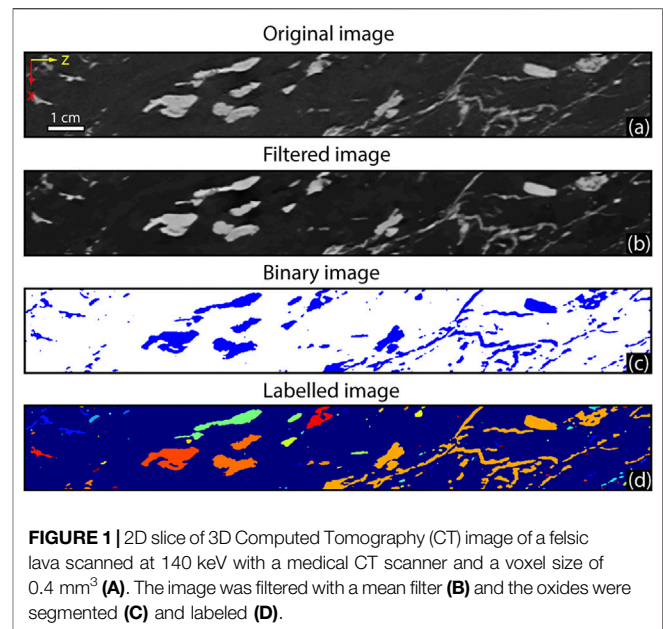 Original image
Z
X
1 cm
(a)
Filtered image
(b)
Binary image
(c)
Labelled image
(d)
FIGURE 1 | 2D slice of 3D Computed Tomography (CT) image of a felsic
lava scanned at 140 keV with a medical CT scanner and a voxel size of
0.4 mm³ (A). The image was filtered with a mean filter (B) and the oxides were
segmented (C) and labeled (D).